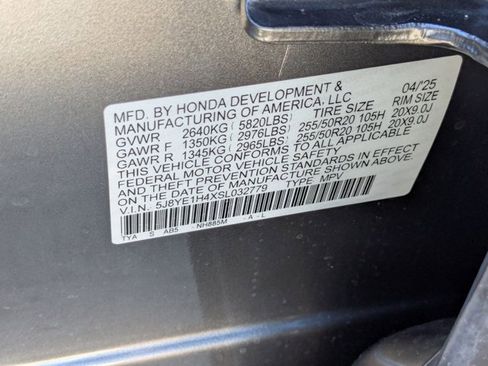 MFD. BY HONDA DEVELOPMENT & 04/'25
MANUFACTURING OF AMERICA, LLC
TIRE SIZE RIM SIZE
GVWR 2640KG ( 5820LBS)
GAWR F 1350KG ( 2976LBS) 255/50R20 105H 20X9.0J
GAWR R 1345KG ( 2965LBS) 255/50R20 105H 20X9.0J
THIS VEHICLE CONFORMS TO ALL APPLICABLE
FEDERAL MOTOR VEHICLE SAFETY AND
THEFT PREVENTION STANDARDS IN EFFECT
ON THE DATE OF MANUFACTURE SHOWN ABOVE.
V.I.N. 5J8YE1H4XSL032779 TYPE: MPV
TYA S AB5 - NH885M - A - L